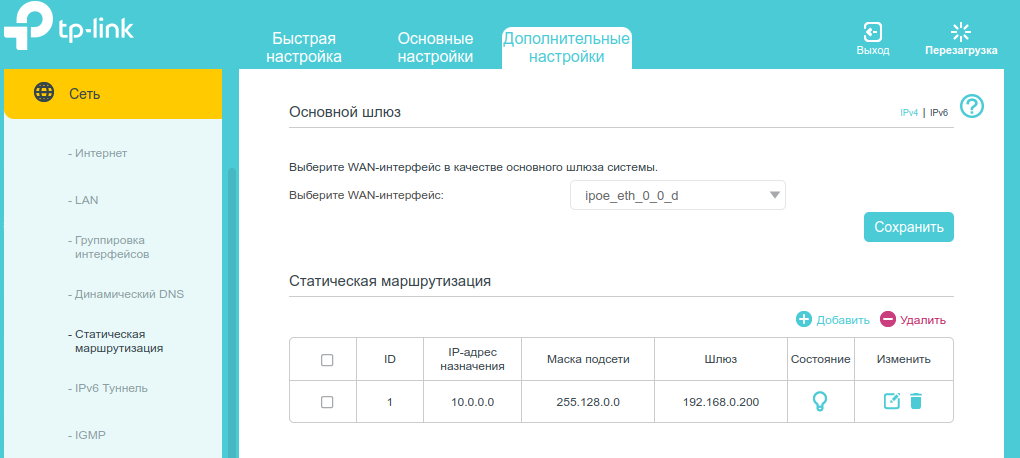 tp-link
Быстрая
настройка
Основные
настройки
Дополнительные
настройки
Выход
Перезагрузка
Сеть
- Интернет
- LAN
- Группировка
интерфейсов
- Динамический DNS
- Статическая
маршрутизация
- IPv6 Туннель
- IGMP
Основной шлюз
IPv4 | IPv6
?
Выберите WAN-интерфейс в качестве основного шлюза системы.
Выберите WAN-интерфейс:
ipoe_eth_0_0_d
Сохранить
Статическая маршрутизация
Добавить
Удалить
ID
IP-адрес
назначения
Маска подсети
Шлюз
Состояние
Изменить
1
10.0.0.0
255.128.0.0
192.168.0.200